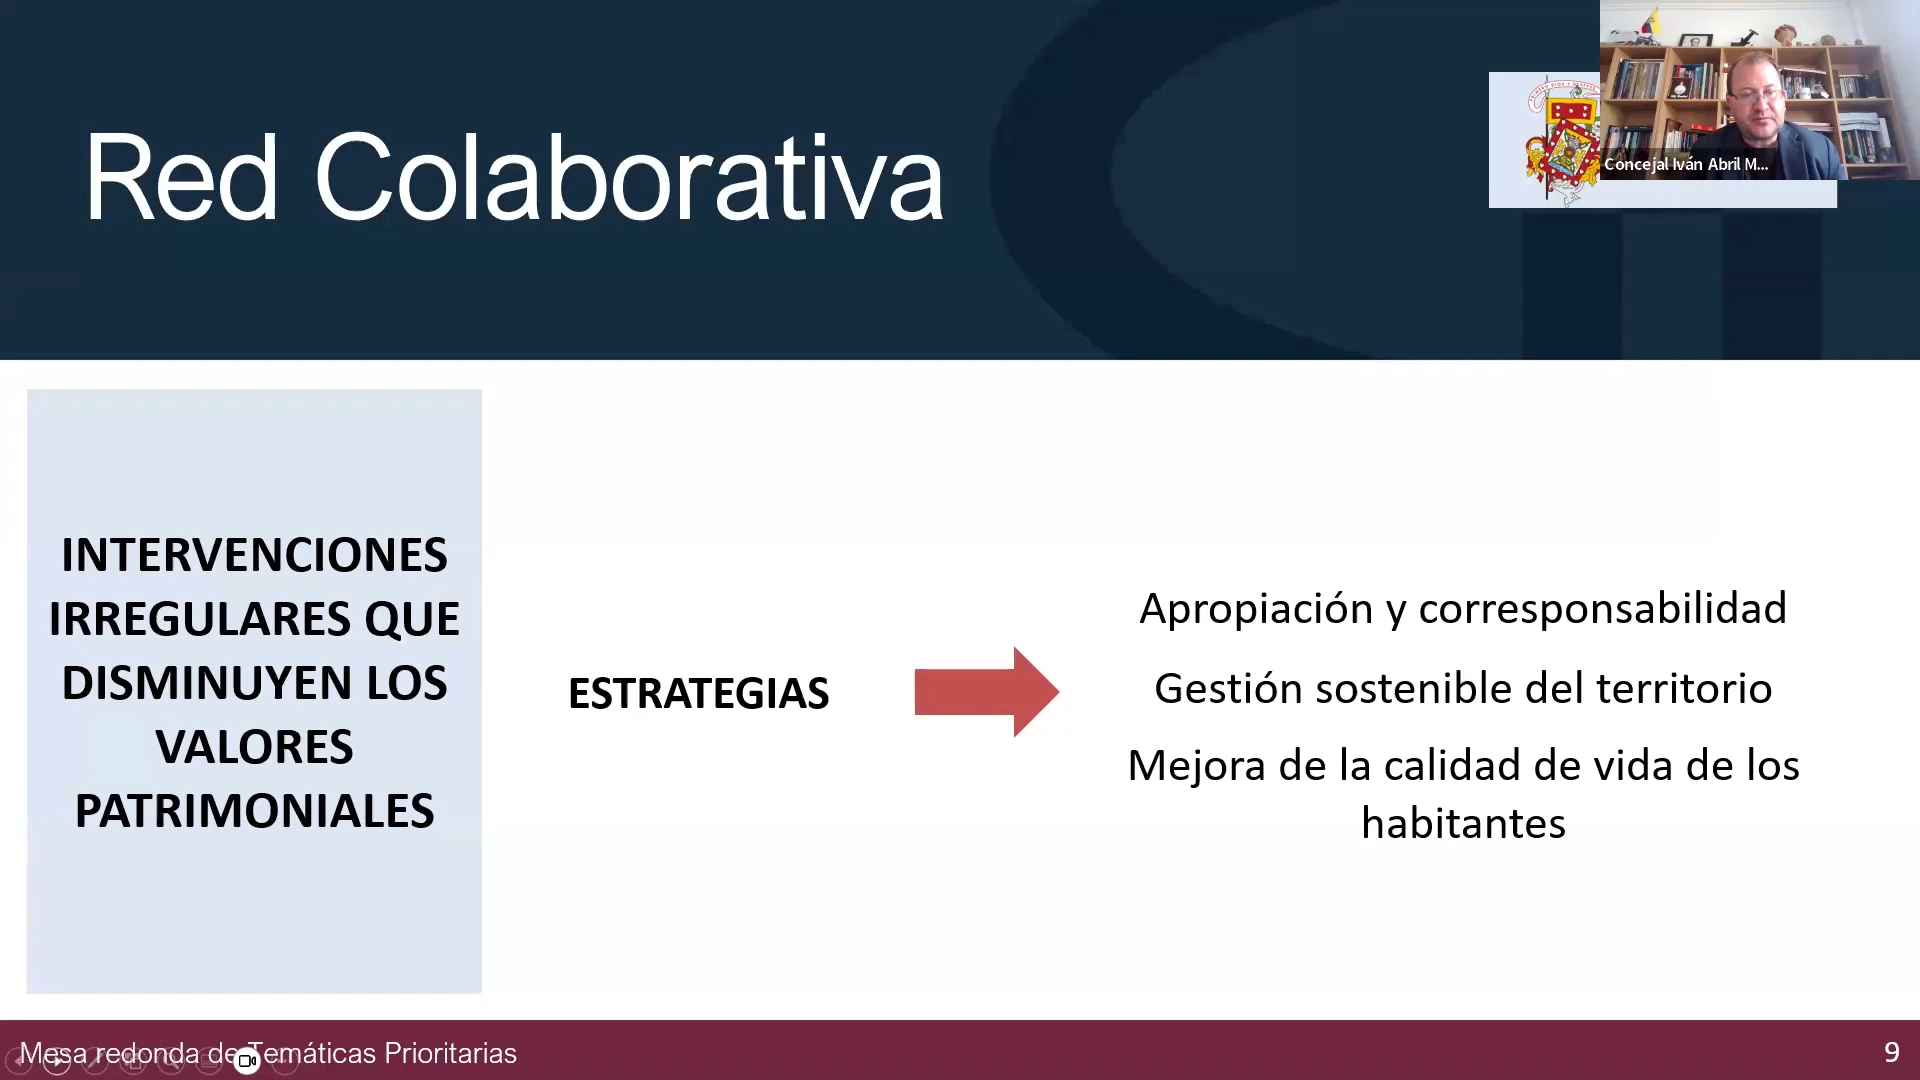 Red Colaborativa
Concejal Iván Abril M...
INTERVENCIONES
IRREGULARES QUE
DISMINUYEN LOS
VALORES
PATRIMONIALES
ESTRATEGIAS
Apropiación y corresponsabilidad
Gestión sostenible del territorio
Mejora de la calidad de vida de los
habitantes
Mesa redonda de Temáticas Prioritarias
9